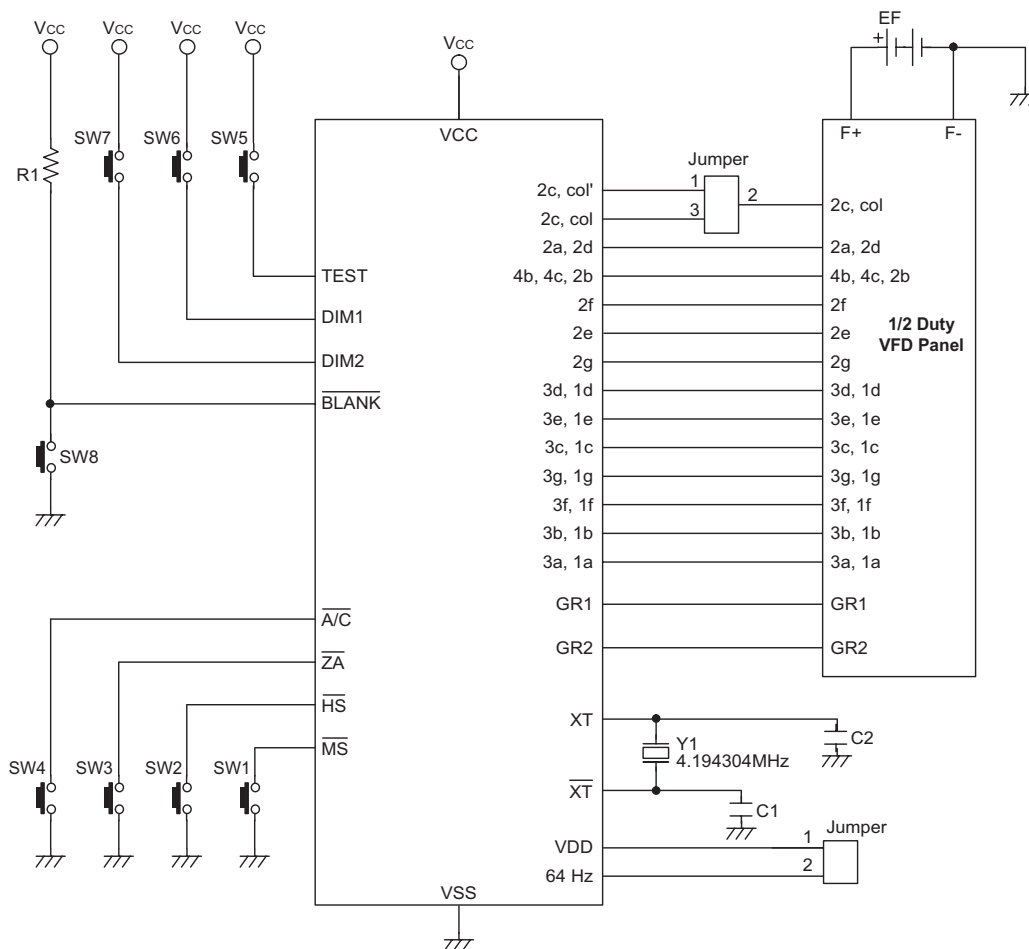 EF
+
VCC
VCC
VCC
VCC
VCC
SW7
SW6
SW5
R1
VCC
F+
F-
Jumper
1
2
3
2c, col'
2c, col
2c, col
2a, 2d
2a, 2d
TEST
4b, 4c, 2b
4b, 4c, 2b
DIM1
2f
2f
1/2 Duty
VFD Panel
2e
2e
DIM2
2g
2g
3d, 1d
3d, 1d
BLANK
3e, 1e
3e, 1e
SW8
3c, 1c
3c, 1c
3g, 1g
3g, 1g
3f, 1f
3f, 1f
3b, 1b
3b, 1b
3a, 1a
3a, 1a
GR1
GR1
A/C
GR2
GR2
ZA
HS
XT
C2
MS
Y1
4.194304MHz
SW4
SW3
SW2
SW1
XT
C1
Jumper
VDD
1
64 Hz
2
VSS